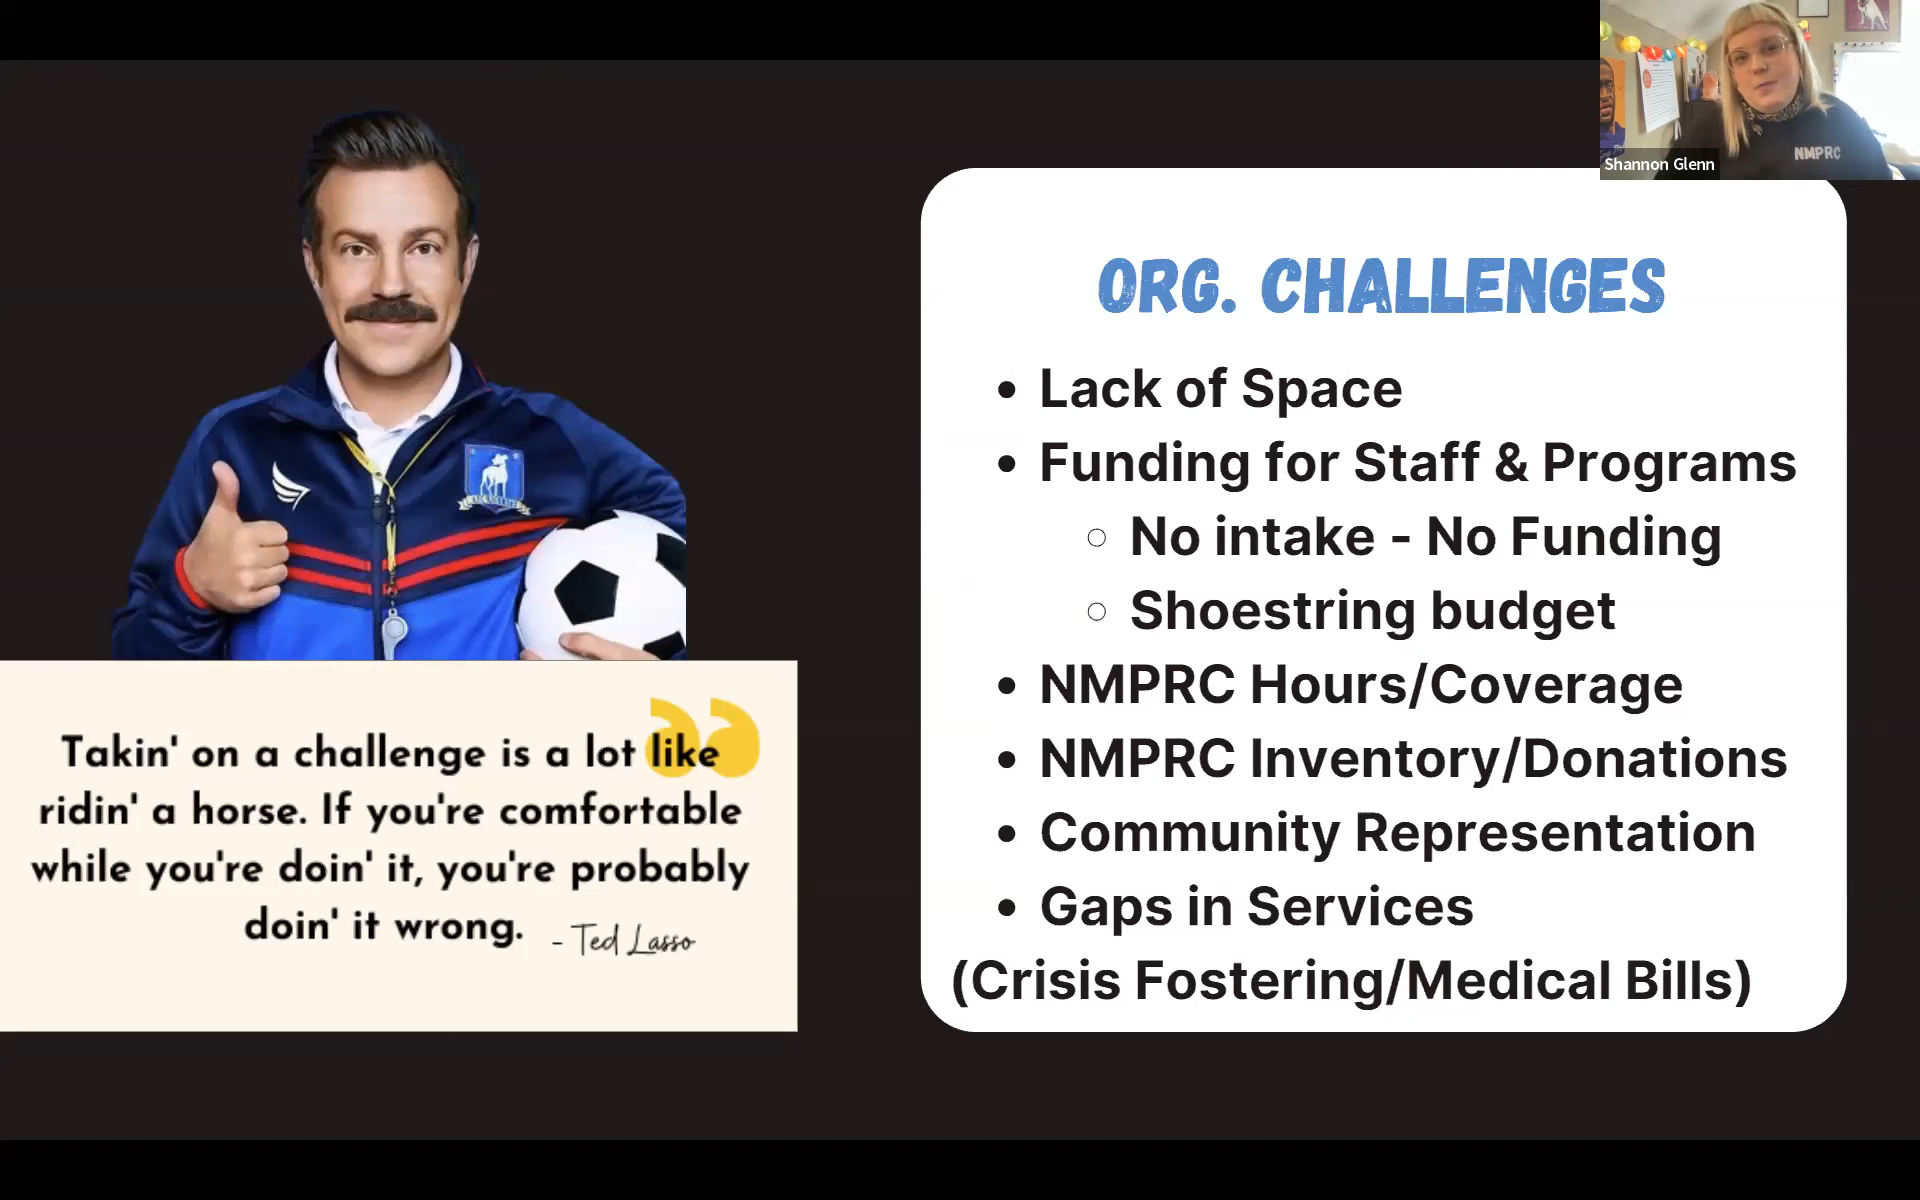 Shannon Glenn
NMPRC
ORG. CHALLENGES
• Lack of Space
• Funding for Staff & Programs
○ No intake - No Funding
○ Shoestring budget
• NMPRC Hours/Coverage
• NMPRC Inventory/Donations
• Community Representation
• Gaps in Services
(Crisis Fostering/Medical Bills)
Takin' on a challenge is a lot like
ridin' a horse. If you're comfortable
while you're doin' it, you're probably
doin' it wrong. - Ted Lasso